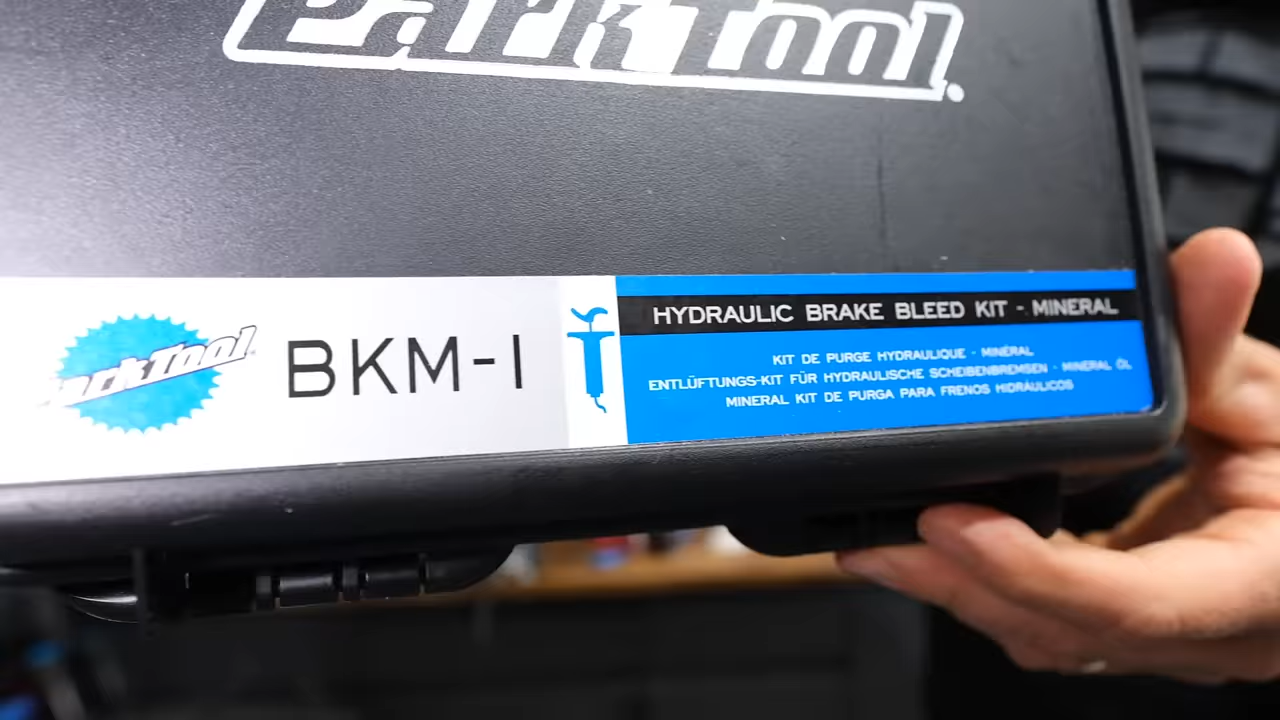 ParkTool
ParkTool
BKM-1
HYDRAULIC BRAKE BLEED KIT - MINERAL
KIT DE PURGE HYDRAULIQUE - MINÉRAL
ENTLÜFTUNGS-KIT FÜR HYDRAULISCHE SCHEIBENBREMSEN - MINERAL ÖL
MINERAL KIT DE PURGA PARA FRENOS HIDRÁULICOS